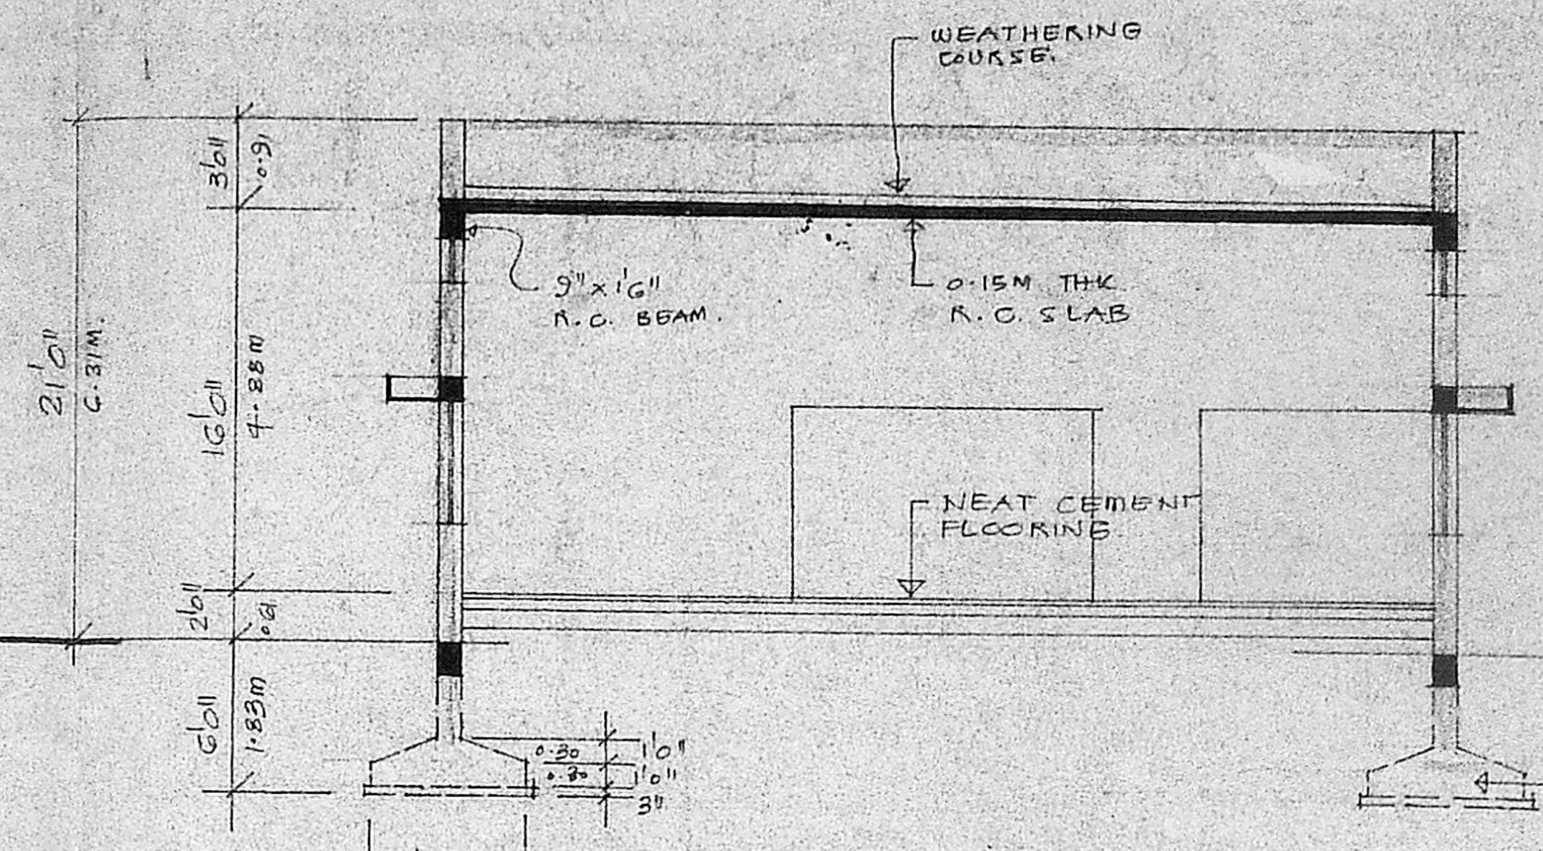 WEATHERING
COURSE.
3'0"
0.91
9" x 1'6"
R.C. BEAM.
0.15M THK.
R.C. SLAB
21'0"
6.31M.
16'0"
4.88M
NEAT CEMENT
FLOORING.
2'0"
.61
6'0"
1.83M
0.30
1'0"
0.30
1'0"
3"